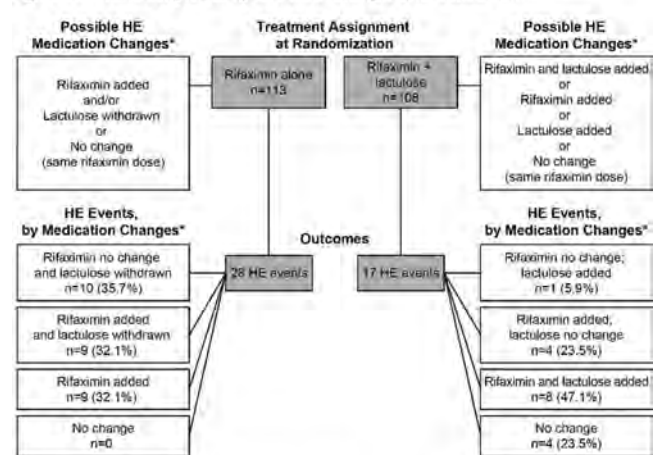 Possible HE
Medication Changes*
Treatment Assignment
at Randomization
Possible HE
Medication Changes*
Rifaximin added
and/or
Lactulose withdrawn
or
No change
(same rifaximin dose)
Rifaximin alone
n=113
Rifaximin +
lactulose
n=108
Rifaximin and lactulose added
or
Rifaximin added
or
Lactulose added
or
No change
(same rifaximin dose)
HE Events,
by Medication Changes*
Outcomes
HE Events,
by Medication Changes*
Rifaximin no change
and lactulose withdrawn
n=10 (35.7%)
Rifaximin added
and lactulose withdrawn
n=9 (32.1%)
Rifaximin added
n=9 (32.1%)
No change
n=0
28 HE events
17 HE events
Rifaximin no change;
lactulose added
n=1 (5.9%)
Rifaximin added;
lactulose no change
n=4 (23.5%)
Rifaximin and lactulose added
n=8 (47.1%)
No change
n=4 (23.5%)